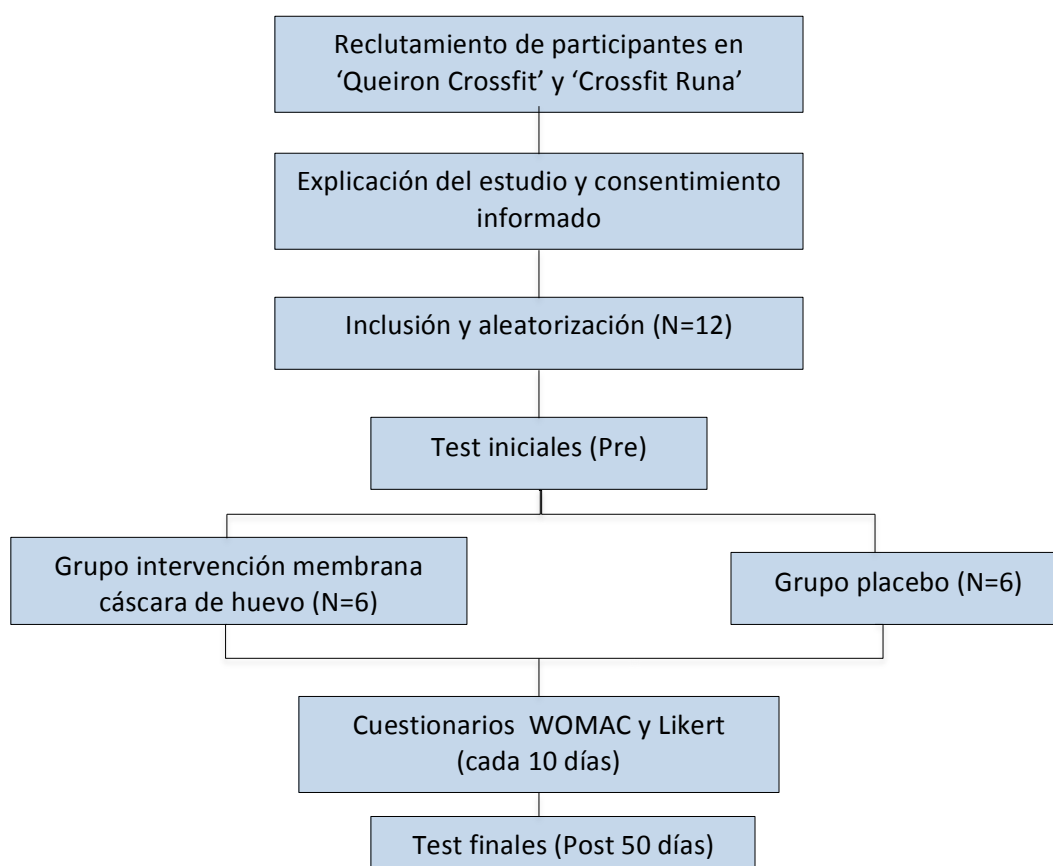 Reclutamiento de participantes en
‘Queiron Crossfit’ y ‘Crossfit Runa’
Explicación del estudio y consentimiento
informado
Inclusión y aleatorización (N=12)
Test iniciales (Pre)
Grupo intervención membrana
cáscara de huevo (N=6)
Grupo placebo (N=6)
Cuestionarios WOMAC y Likert
(cada 10 días)
Test finales (Post 50 días)